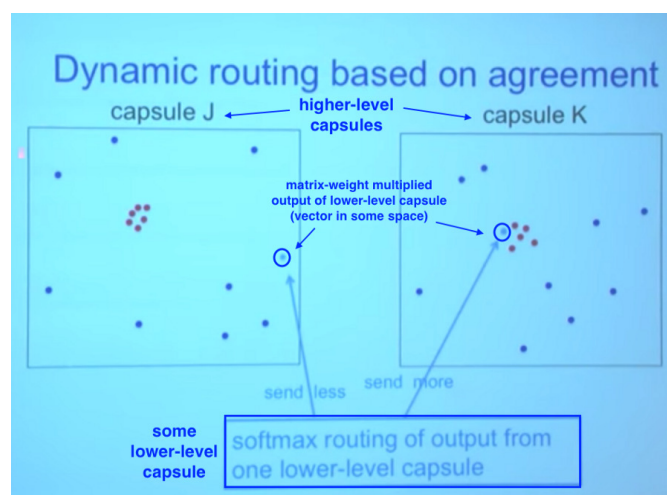 Dynamic routing based on agreement
capsule J
higher-level
capsules
capsule K
matrix-weight multiplied
output of lower-level capsule
(vector in some space)
send less
send more
some
lower-level
capsule
softmax routing of output from
one lower-level capsule